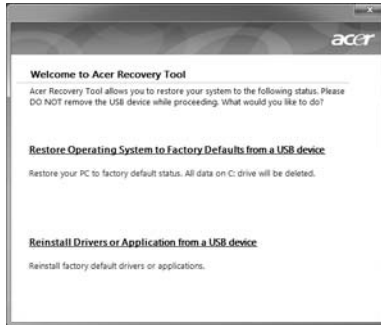 acer
Welcome to Acer Recovery Tool
Acer Recovery Tool allows you to restore your system to the following status. Please
DO NOT remove the USB device while proceeding. What would you like to do?
Restore Operating System to Factory Defaults from a USB device
Restore your PC to factory default status. All data on C: drive will be deleted.
Reinstall Drivers or Application from a USB device
Reinstall factory default drivers or applications.